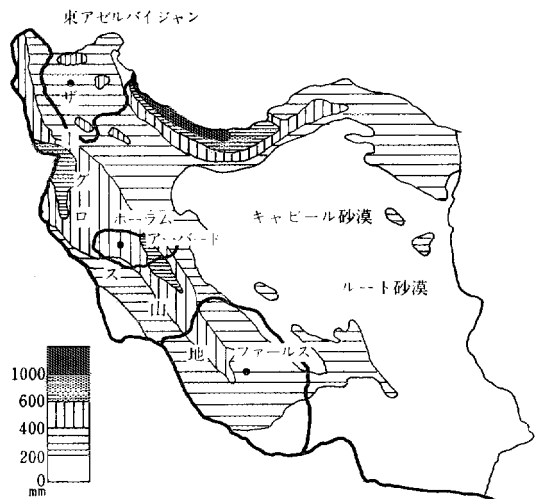 東アゼルバイジャン
ザーグロス山地
ホーラムアーバード
キャビール砂漠
ルート砂漠
ファールス
1000
600
400
200
0
mm